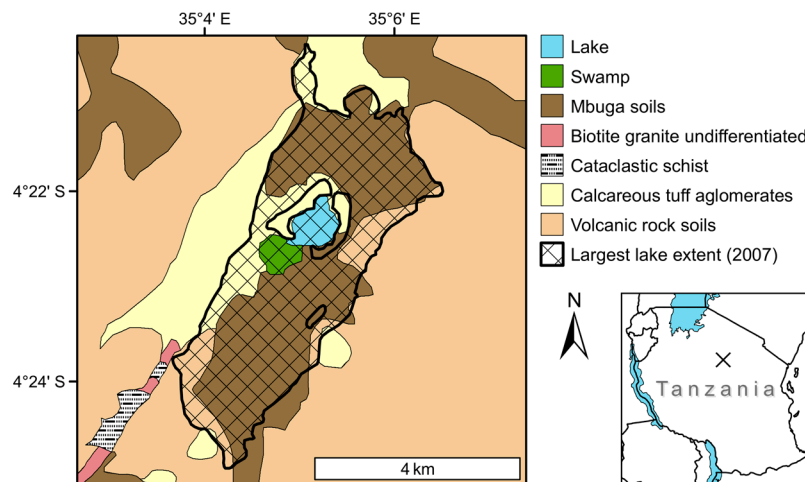 35°4' E
35°6' E
4°22' S
4°24' S
4 km
Lake
Swamp
Mbuga soils
Biotite granite undifferentiated
Cataclastic schist
Calcareous tuff aglomerates
Volcanic rock soils
Largest lake extent (2007)
N
Tanzania